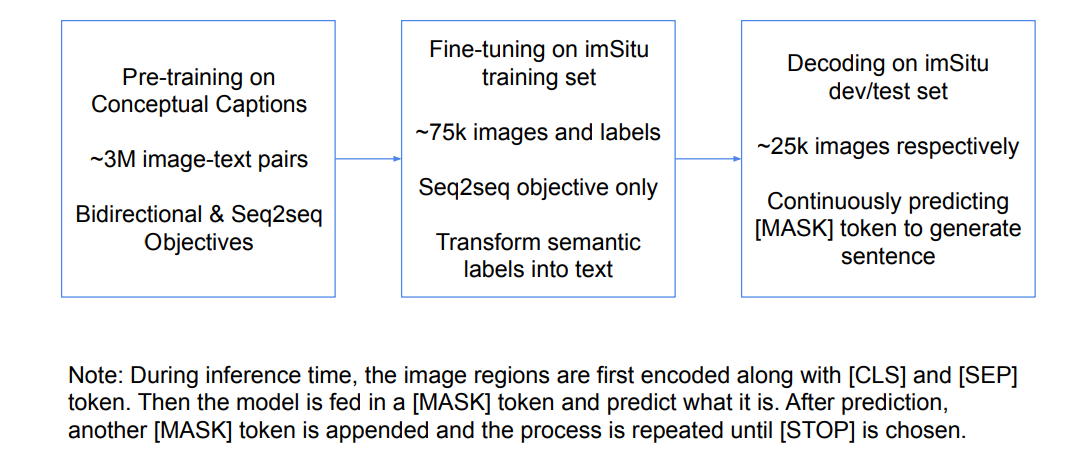 Pre-training on
Conceptual Captions
~3M image-text pairs
Bidirectional & Seq2seq
Objectives
Fine-tuning on imSitu
training set
~75k images and labels
Seq2seq objective only
Transform semantic
labels into text
Decoding on imSitu
dev/test set
~25k images respectively
Continuously predicting
[MASK] token to generate
sentence
Note: During inference time, the image regions are first encoded along with [CLS] and [SEP]
token. Then the model is fed in a [MASK] token and predict what it is. After prediction,
another [MASK] token is appended and the process is repeated until [STOP] is chosen.